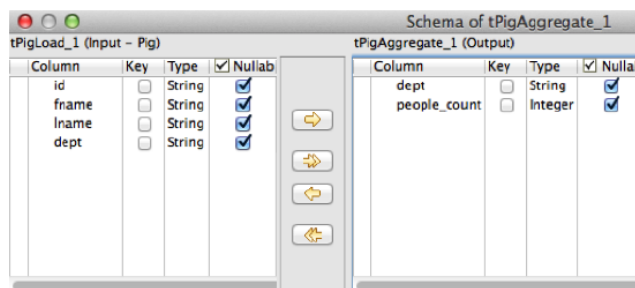 Schema of tPigAggregate_1
tPigLoad_1 (Input - Pig)
Column Key Type Nullab
id String
fname String
lname String
dept String
tPigAggregate_1 (Output)
Column Key Type Nulla
dept String
people_count Integer